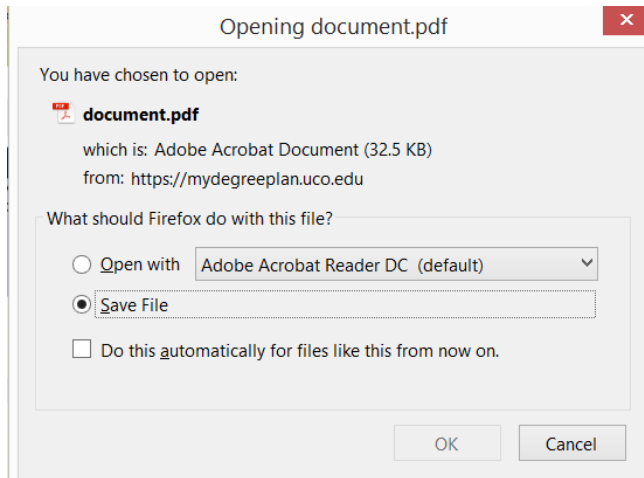 Opening document.pdf
You have chosen to open:
document.pdf
which is: Adobe Acrobat Document (32.5 KB)
from: https://mydegreeplan.uco.edu
What should Firefox do with this file?
Open with Adobe Acrobat Reader DC (default)
Save File
Do this automatically for files like this from now on.
OK Cancel